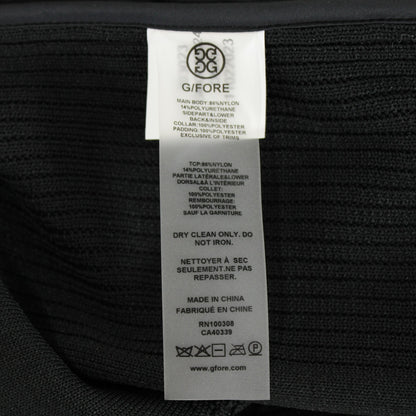 G/FORE
MAIN BODY:86%NYLON
14%POLYURETHANE
SIDEPART&LOWER
BACK&INSIDE
COLLAR:100%POLYESTER
PADDING:100%POLYESTER
EXCLUSIVE OF TRIMS
TCP:86%NYLON
14%POLYURETHANE
PARTIE LATÉRALE&LOWER
DORSAL&À L'INTÉRIEUR
COLLET:
100%POLYESTER
REMBOURRAGE:
100%POLYESTER
SAUF LA GARNITURE
DRY CLEAN ONLY. DO
NOT IRON.
NETTOYER À SEC
SEULEMENT.NE PAS
REPASSER.
MADE IN CHINA
FABRIQUÉ EN CHINE
RN100308
CA40339
www.gfore.com